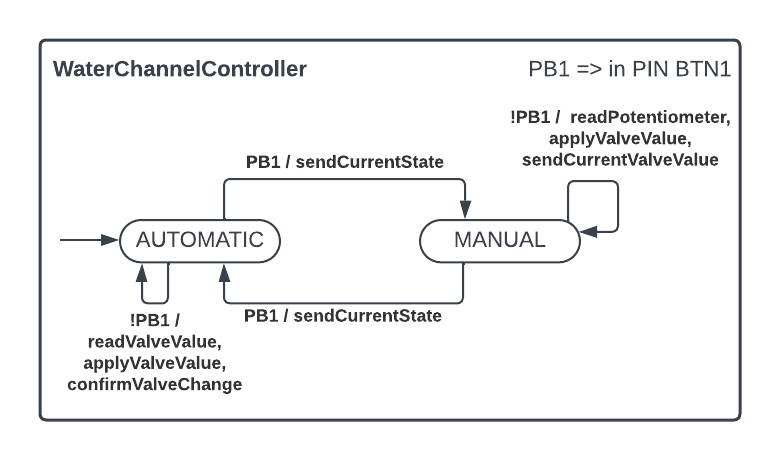 WaterChannelController
PB1 => in PIN BTN1
!PB1 /  readPotentiometer,
applyValveValue,
sendCurrentValveValue
PB1 / sendCurrentState
AUTOMATIC
MANUAL
PB1 / sendCurrentState
!PB1 /
readValveValue,
applyValveValue,
confirmValveChange